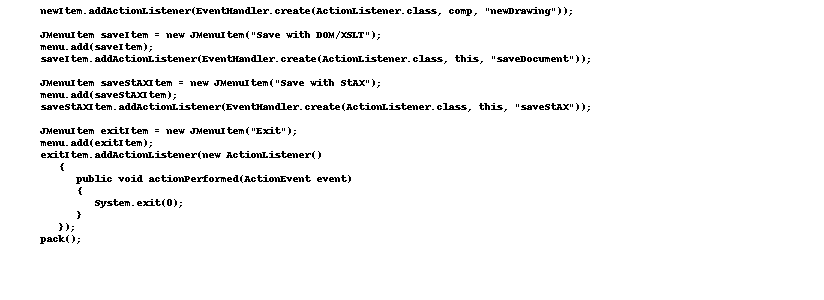 newItem.addActionListener(EventHandler.create(ActionListener.class, comp, "newDrawing"));
JMenuItem saveItem = new JMenuItem("Save with DOM/XSLT");
menu.add(saveItem);
saveItem.addActionListener(EventHandler.create(ActionListener.class, this, "saveDocument"));
JMenuItem saveStAXItem = new JMenuItem("Save with StAX");
menu.add(saveStAXItem);
saveStAXItem.addActionListener(EventHandler.create(ActionListener.class, this, "saveStAX"));
JMenuItem exitItem = new JMenuItem("Exit");
menu.add(exitItem);
exitItem.addActionListener(new ActionListener()
{
public void actionPerformed(ActionEvent event)
{
System.exit(0);
}
});
pack();